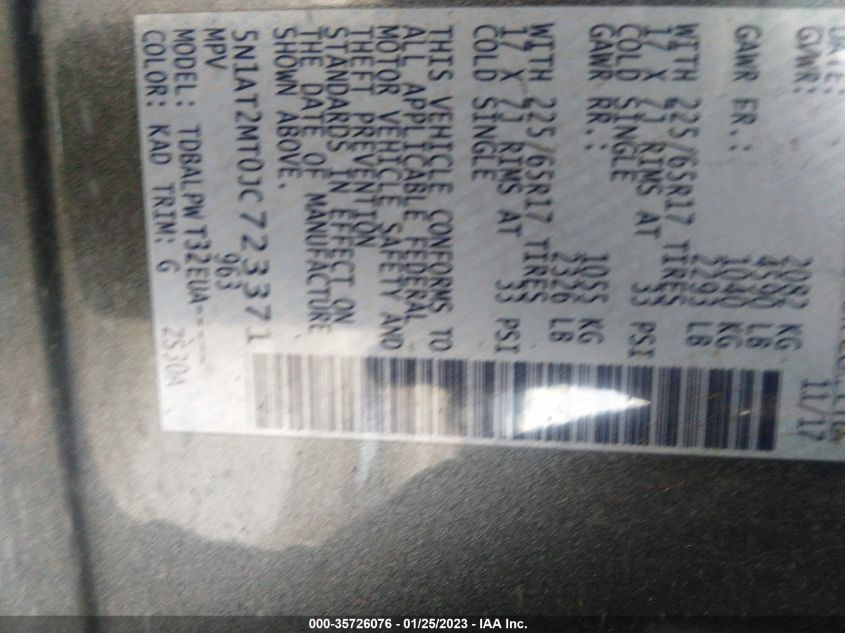 DATE: 11/17
GVWR: 2082 KG
4590 LB
GAWR FR.: 1040 KG
2293 LB
WITH 225/65R17 TIRES
17 X 7J RIMS AT 33 PSI
COLD SINGLE
GAWR RR.: 1055 KG
2326 LB
WITH 225/65R17 TIRES
17 X 7J RIMS AT 33 PSI
COLD SINGLE
THIS VEHICLE CONFORMS TO
ALL APPLICABLE FEDERAL
MOTOR VEHICLE SAFETY AND
THEFT PREVENTION
STANDARDS IN EFFECT ON
THE DATE OF MANUFACTURE
SHOWN ABOVE.
5N1AT2MT0JC723371
MPV 963
MODEL: TDBALPWT32EUA-----
COLOR: KAD TRIM: G 2530A
000-35726076 - 01/25/2023 - IAA Inc.